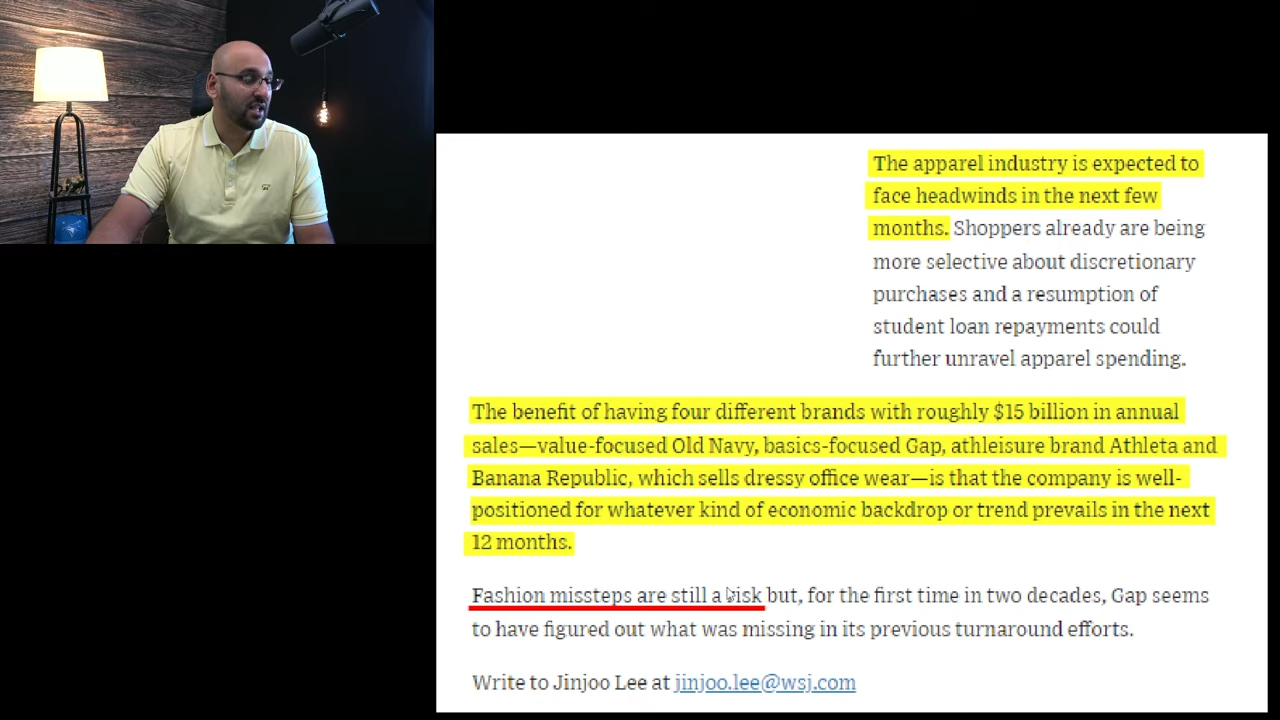 The apparel industry is expected to
face headwinds in the next few
months. Shoppers already are being
more selective about discretionary
purchases and a resumption of
student loan repayments could
further unravel apparel spending.
The benefit of having four different brands with roughly $15 billion in annual
sales—value-focused Old Navy, basics-focused Gap, athleisure brand Athleta and
Banana Republic, which sells dressy office wear—is that the company is well-
positioned for whatever kind of economic backdrop or trend prevails in the next
12 months.
Fashion missteps are still a risk but, for the first time in two decades, Gap seems
to have figured out what was missing in its previous turnaround efforts.
Write to Jinjoo Lee at jinjoo.lee@wsj.com